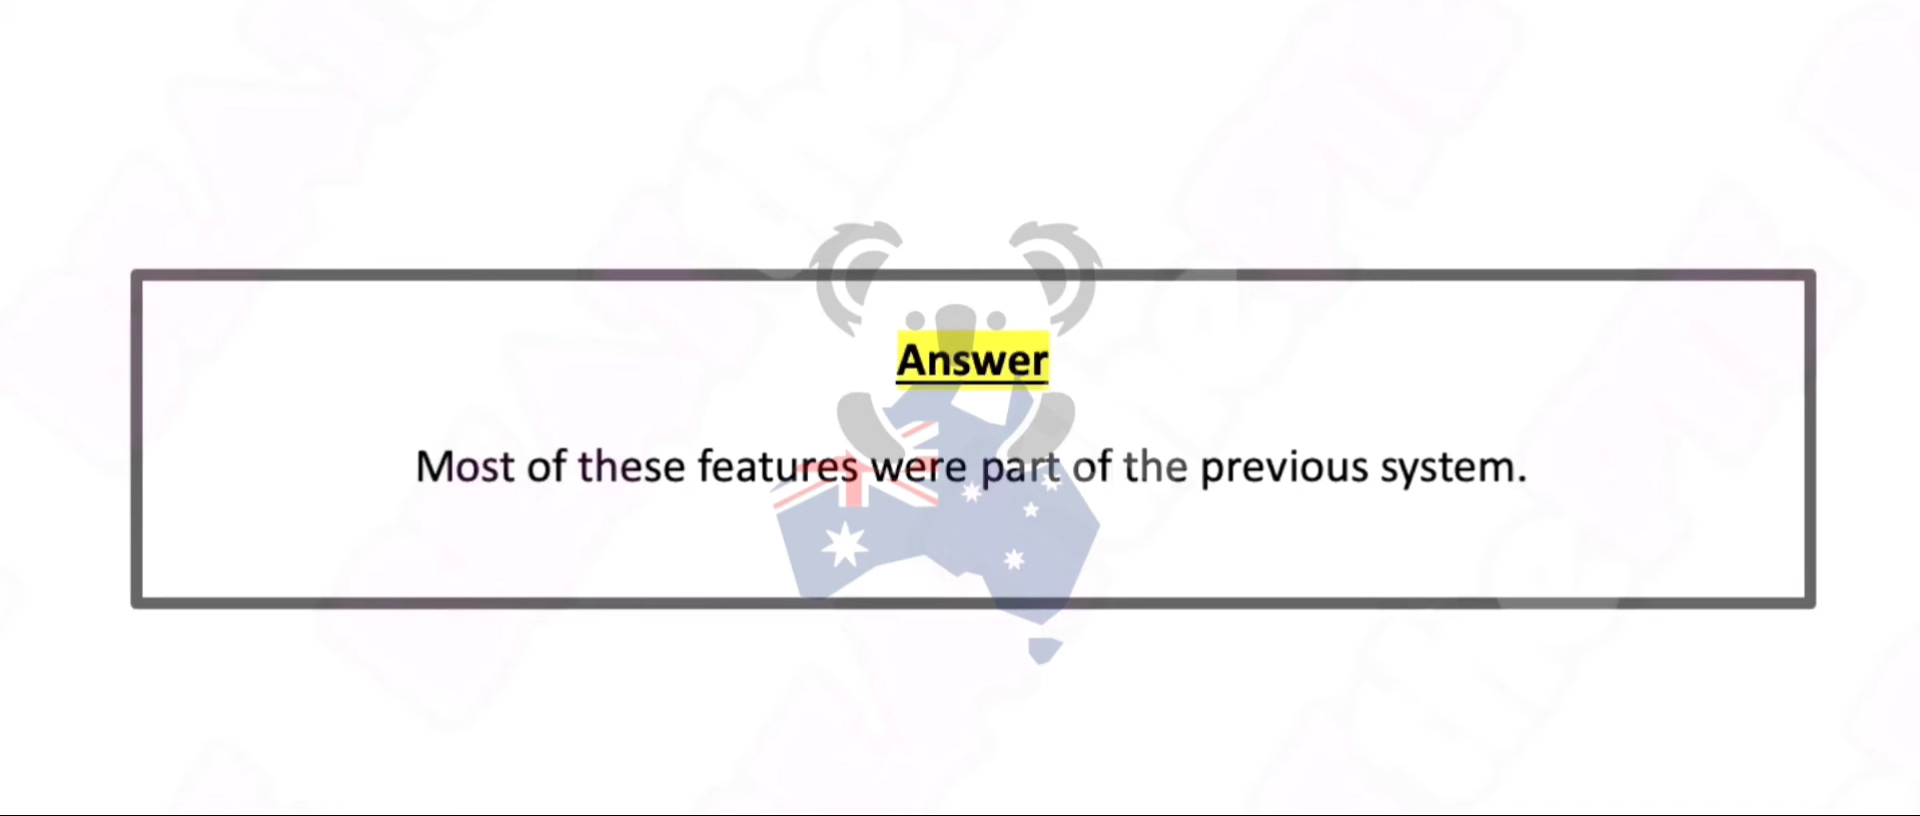 Answer
Most of these features were part of the previous system.